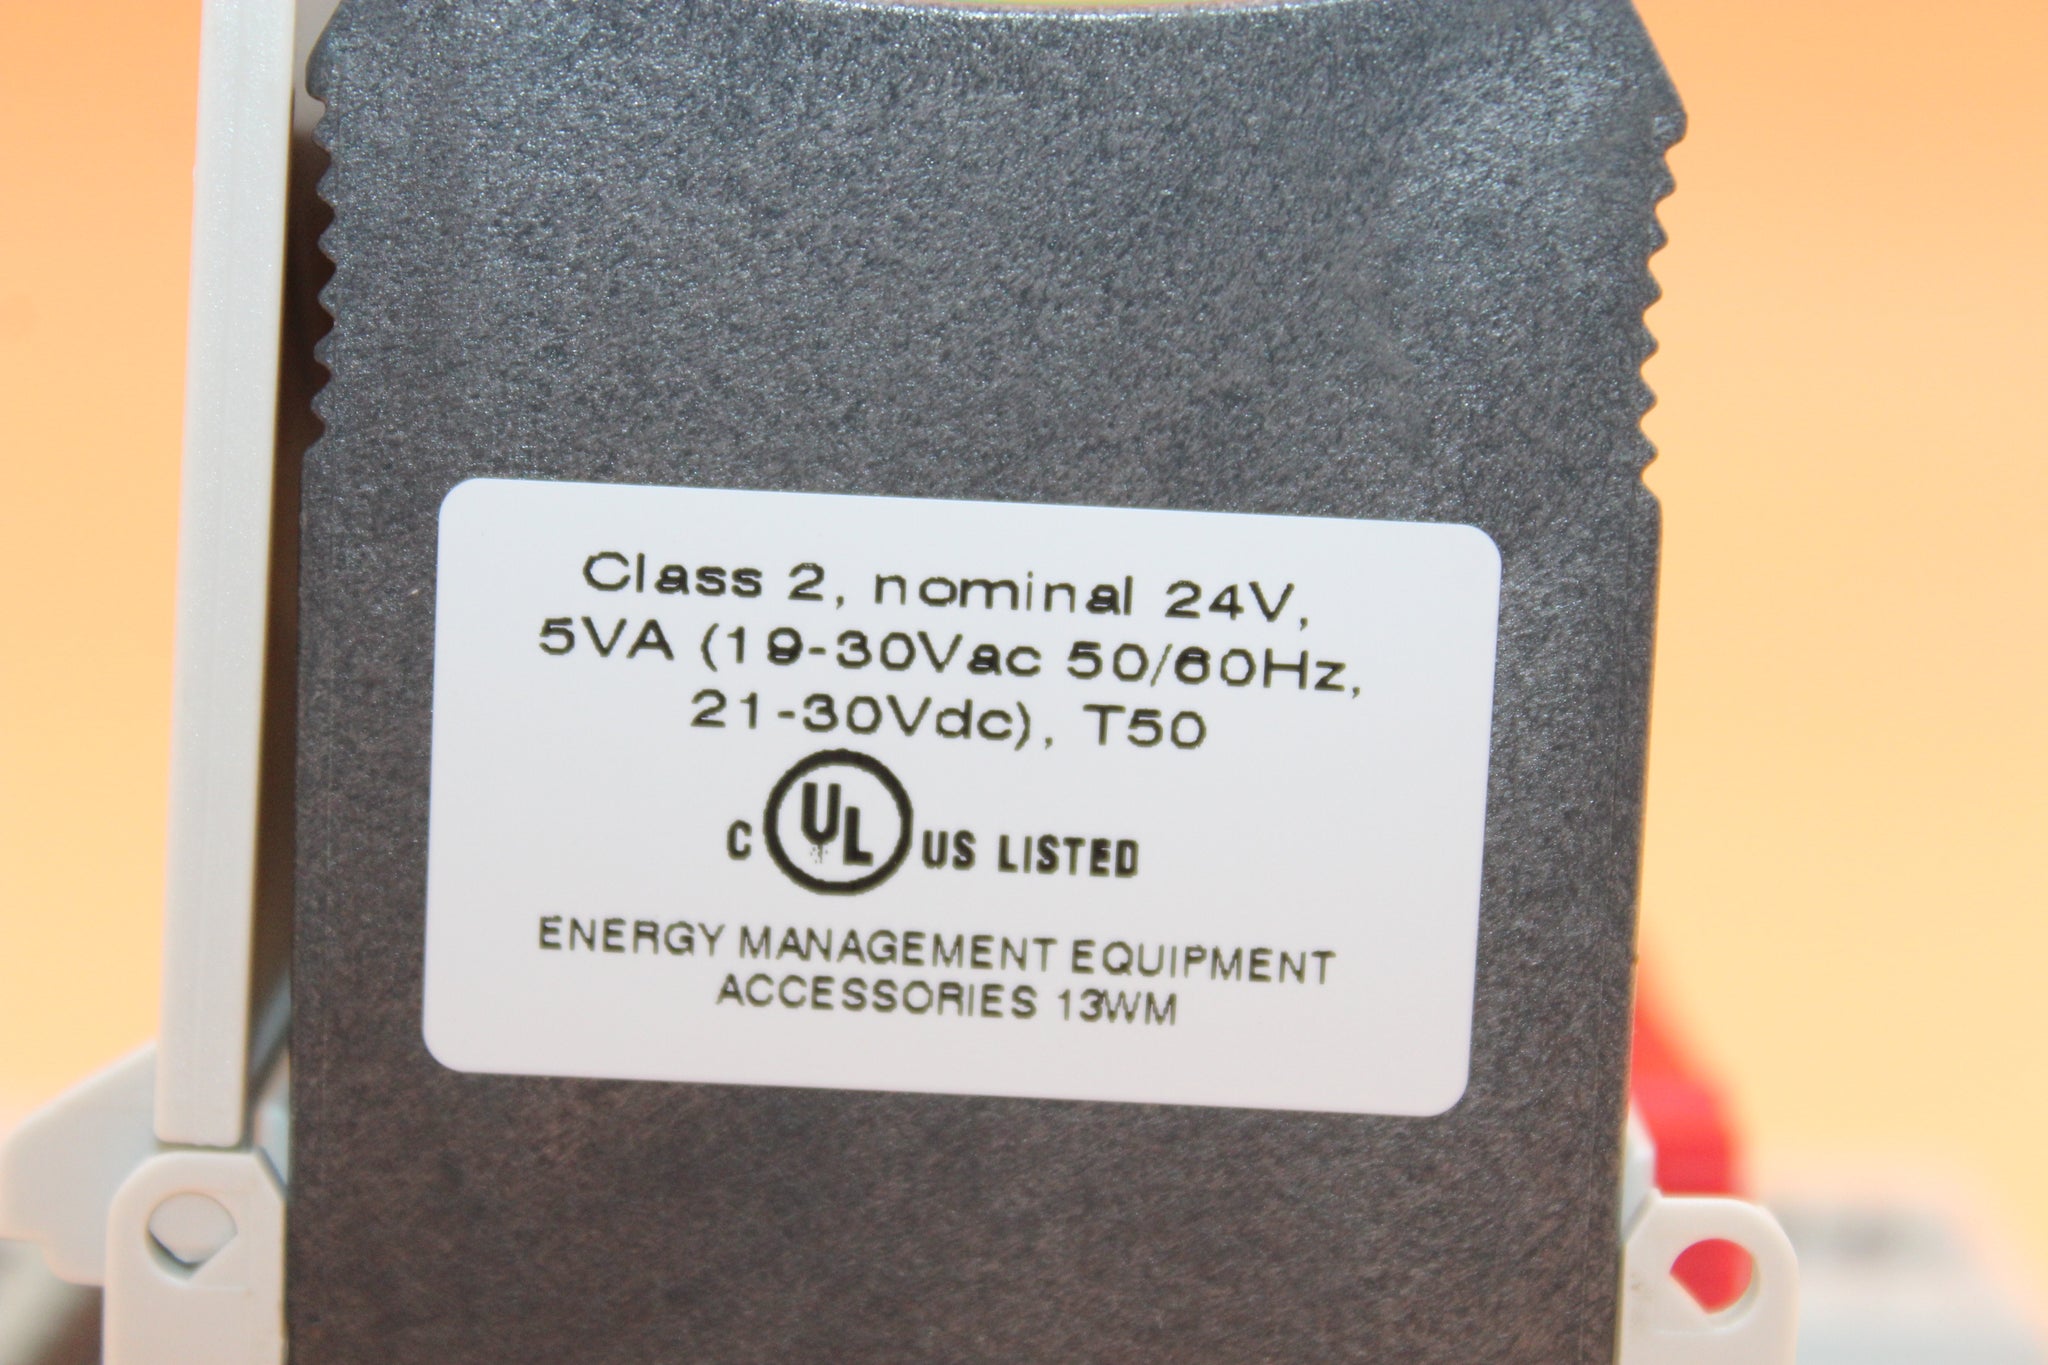 Class 2, nominal 24V,
5VA (19-30Vac 50/60Hz,
21-30Vdc), T50
C UL US LISTED
ENERGY MANAGEMENT EQUIPMENT
ACCESSORIES 13WM